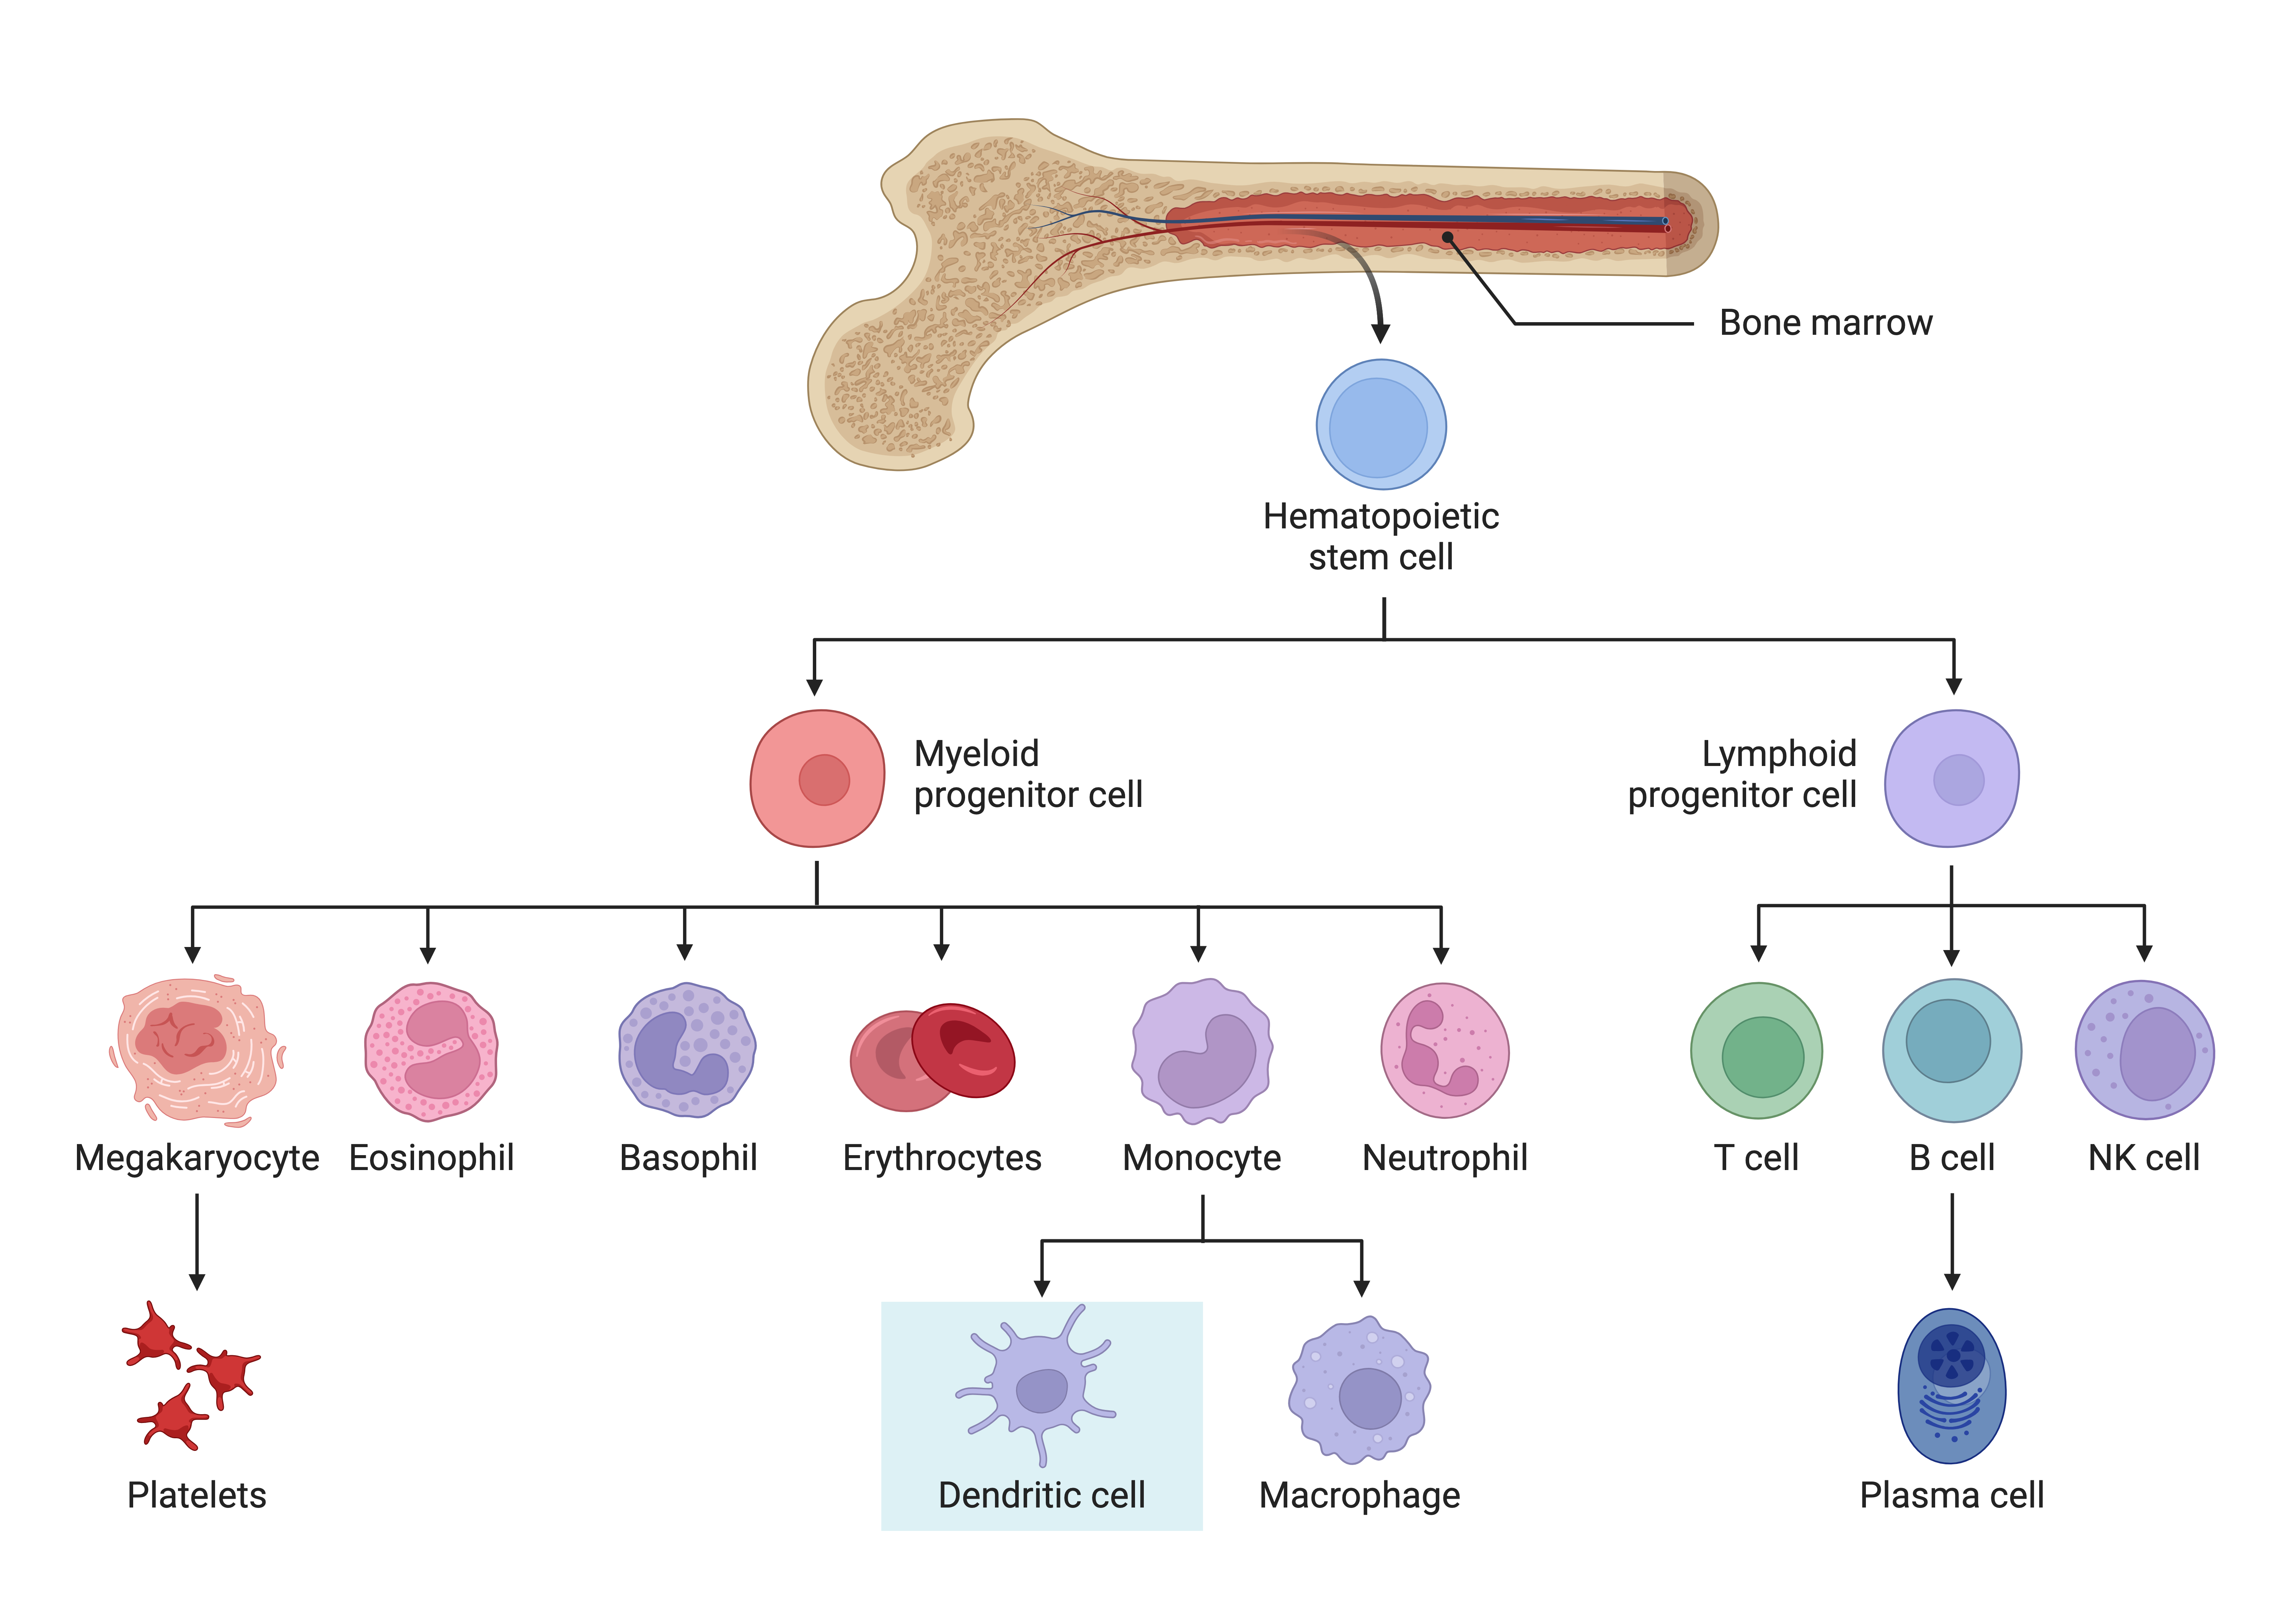 Bone marrow
Hematopoietic
stem cell
Myeloid
progenitor cell
Lymphoid
progenitor cell
Megakaryocyte
Eosinophil
Basophil
Erythrocytes
Monocyte
Neutrophil
T cell
B cell
NK cell
Platelets
Dendritic cell
Macrophage
Plasma cell